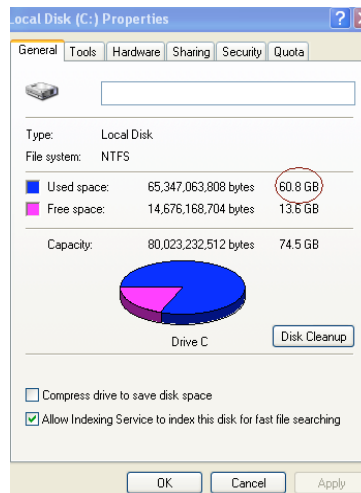 Local Disk (C:) Properties
General Tools Hardware Sharing Security Quota
Type: Local Disk
File system: NTFS
Used space: 65,347,063,808 bytes 60.8 GB
Free space: 14,676,168,704 bytes 13.6 GB
Capacity: 80,023,232,512 bytes 74.5 GB
Drive C
Disk Cleanup
Compress drive to save disk space
Allow Indexing Service to index this disk for fast file searching
OK Cancel Apply